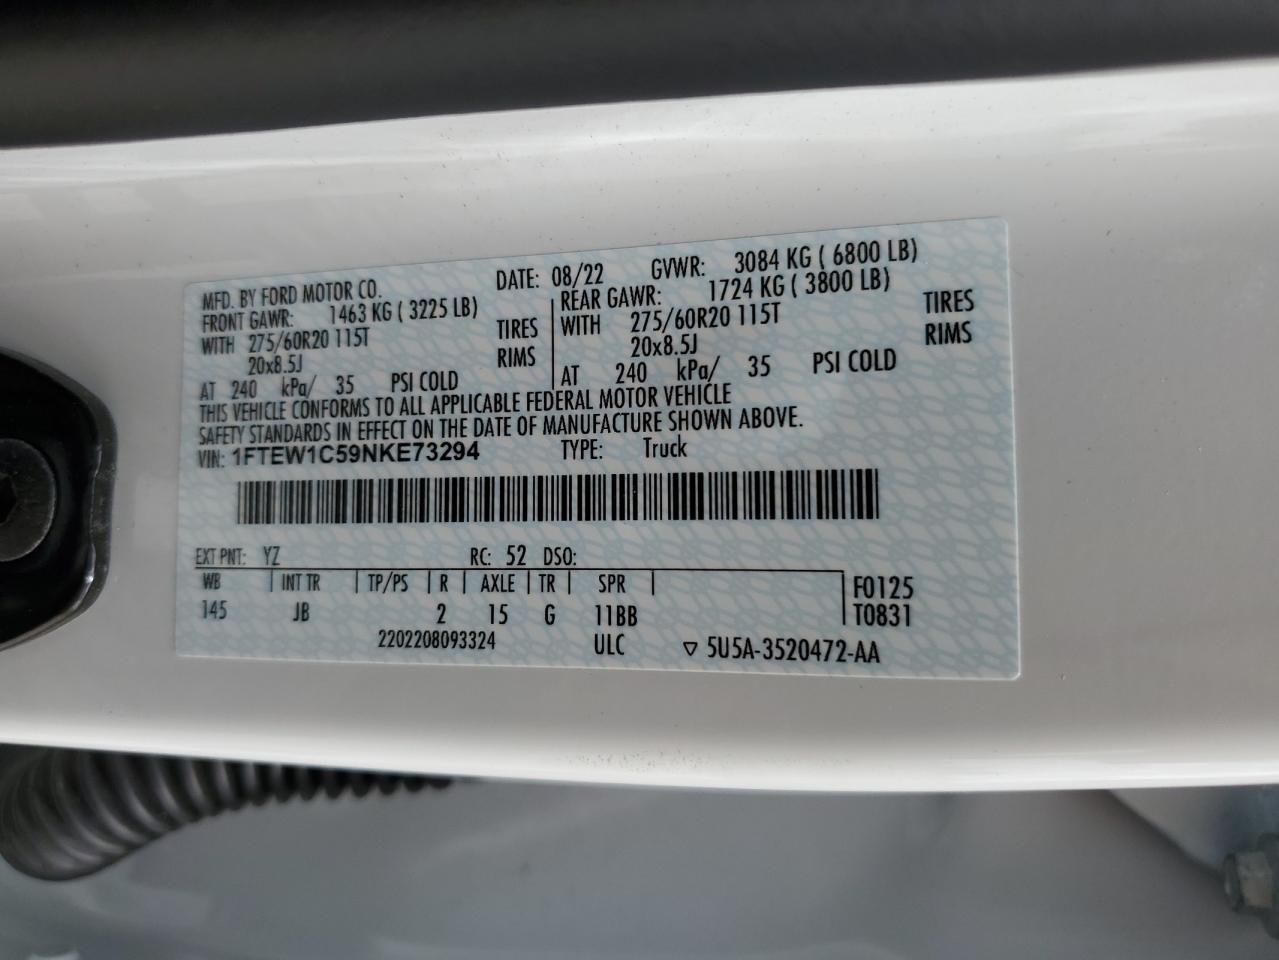 MFD. BY FORD MOTOR CO. DATE: 08/22 GVWR: 3084 KG ( 6800 LB)
FRONT GAWR: 1463 KG ( 3225 LB) REAR GAWR: 1724 KG ( 3800 LB)
WITH 275/60R20 115T TIRES WITH 275/60R20 115T TIRES
20x8.5J RIMS 20x8.5J RIMS
AT 240 kPa/ 35 PSI COLD AT 240 kPa/ 35 PSI COLD
THIS VEHICLE CONFORMS TO ALL APPLICABLE FEDERAL MOTOR VEHICLE
SAFETY STANDARDS IN EFFECT ON THE DATE OF MANUFACTURE SHOWN ABOVE.
VIN: 1FTEW1C59NKE73294 TYPE: Truck
EXT PNT: YZ RC: 52 DSO:
WB INT TR TP/PS R AXLE TR SPR F0125
145 JB 2 15 G 11BB T0831
2202208093324 ULC ▽ 5U5A-3520472-AA